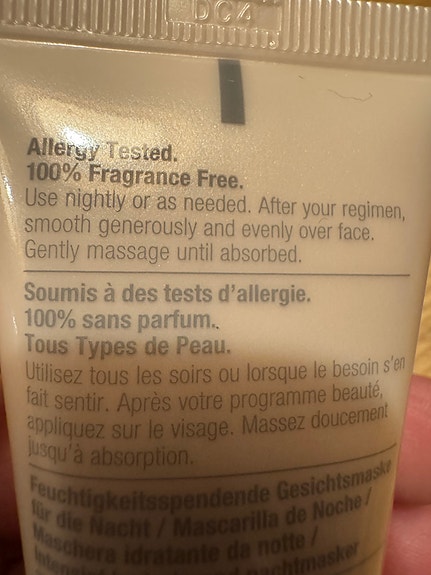 DC4
Allergy Tested.
100% Fragrance Free.
Use nightly or as needed. After your regimen,
smooth generously and evenly over face.
Gently massage until absorbed.
Soumis à des tests d'allergie.
100% sans parfum.
Tous Types de Peau.
Utilisez tous les soirs ou lorsque le besoin s'en
fait sentir. Après votre programme beauté,
appliquez sur le visage. Massez doucement
jusqu'à absorption.
Feuchtigkeitsspendende Gesichtsmaske
für die Nacht / Mascarilla de Noche /
Maschera idratante da notte /
nachtmasker